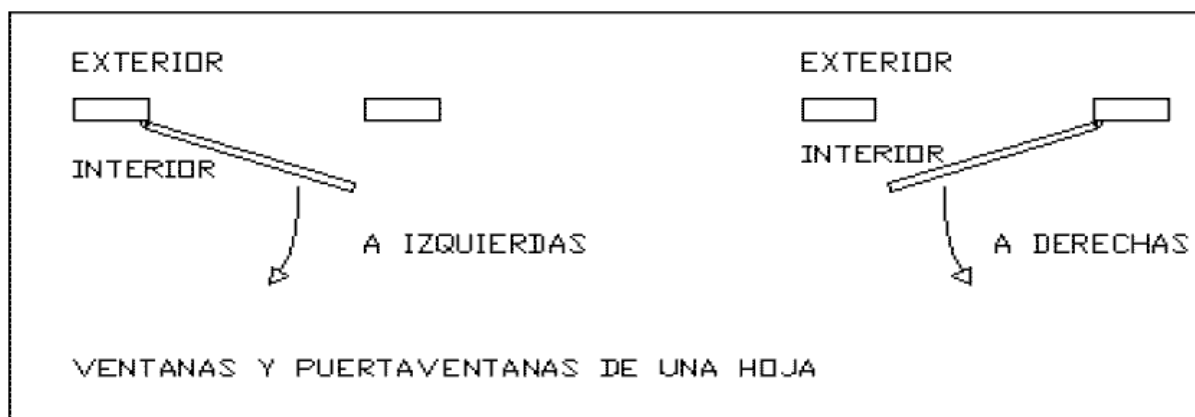 EXTERIOR
EXTERIOR
INTERIOR
INTERIOR
A IZQUIERDAS
A DERECHAS
VENTANAS Y PUERTAVENTANAS DE UNA HOJA